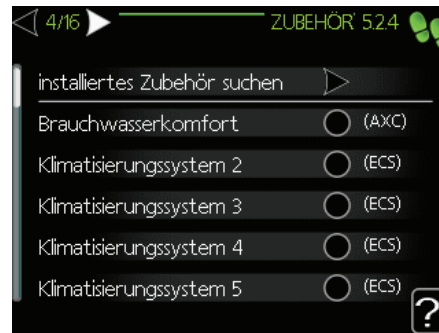 4/16 ZUBEHÖR' 5.2.4
installiertes Zubehör suchen
Brauchwasserkomfort (AXC)
Klimatisierungssystem 2 (ECS)
Klimatisierungssystem 3 (ECS)
Klimatisierungssystem 4 (ECS)
Klimatisierungssystem 5 (ECS)
?